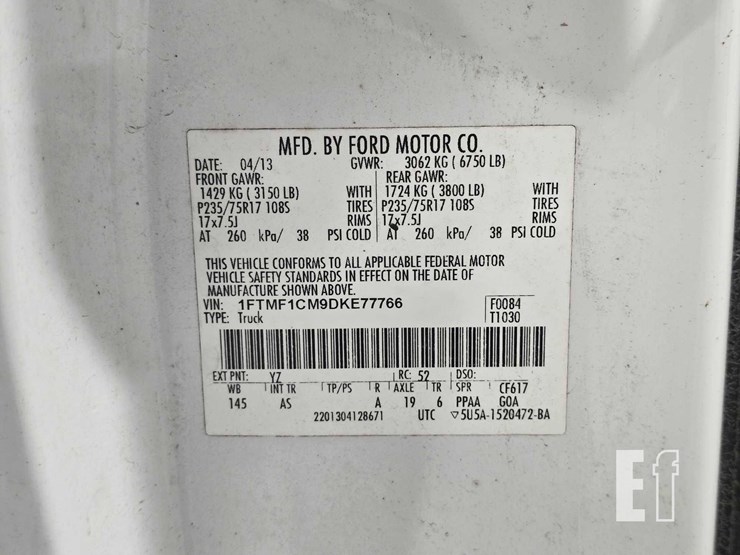 MFD. BY FORD MOTOR CO.
DATE: 04/13 GVWR: 3062 KG ( 6750 LB)
FRONT GAWR: REAR GAWR:
1429 KG ( 3150 LB) WITH 1724 KG ( 3800 LB) WITH
P235/75R17 108S TIRES P235/75R17 108S TIRES
17x7.5J RIMS 17x7.5J RIMS
AT 260 kPa/ 38 PSI COLD AT 260 kPa/ 38 PSI COLD
THIS VEHICLE CONFORMS TO ALL APPLICABLE FEDERAL MOTOR
VEHICLE SAFETY STANDARDS IN EFFECT ON THE DATE OF
MANUFACTURE SHOWN ABOVE.
VIN: 1FTMF1CM9DKE77766 F0084
TYPE: Truck T1030
EXT PNT: YZ RC: 52 DSO:
WB INT TR TP/PS R AXLE TR SPR CF617
145 AS A 19 6 PPAA GOA
2201304128671 UTC ▽5U5A-1520472-BA
Ef